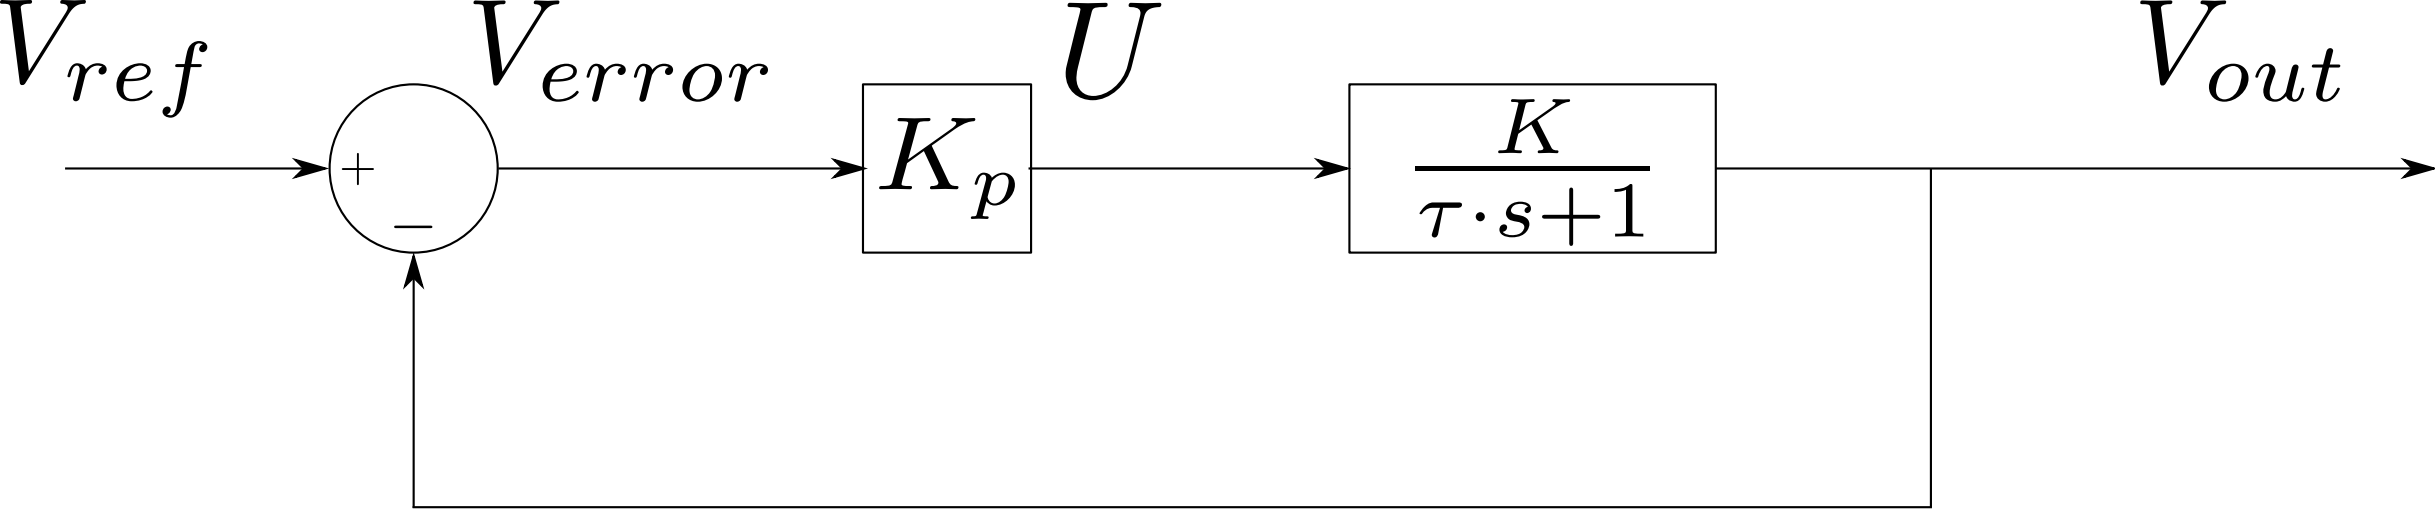 V_ref V_error U V_out
+ K_p K
− τ·s+1